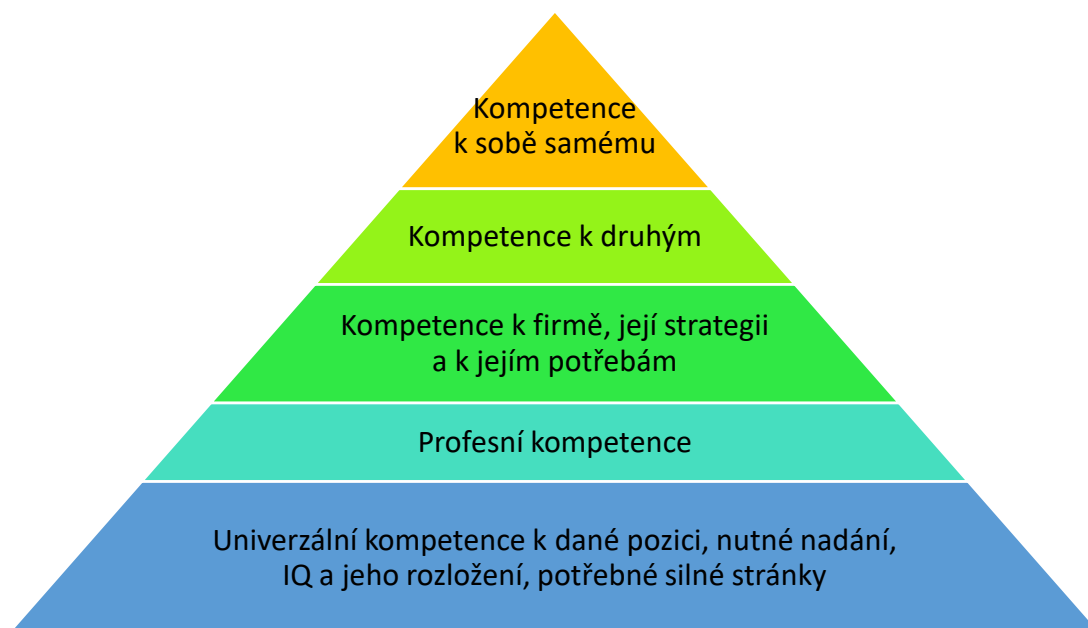 Kompetence
k sobě samému
Kompetence k druhým
Kompetence k firmě, její strategii
a k jejím potřebám
Profesní kompetence
Univerzální kompetence k dané pozici, nutné nadání,
IQ a jeho rozložení, potřebné silné stránky